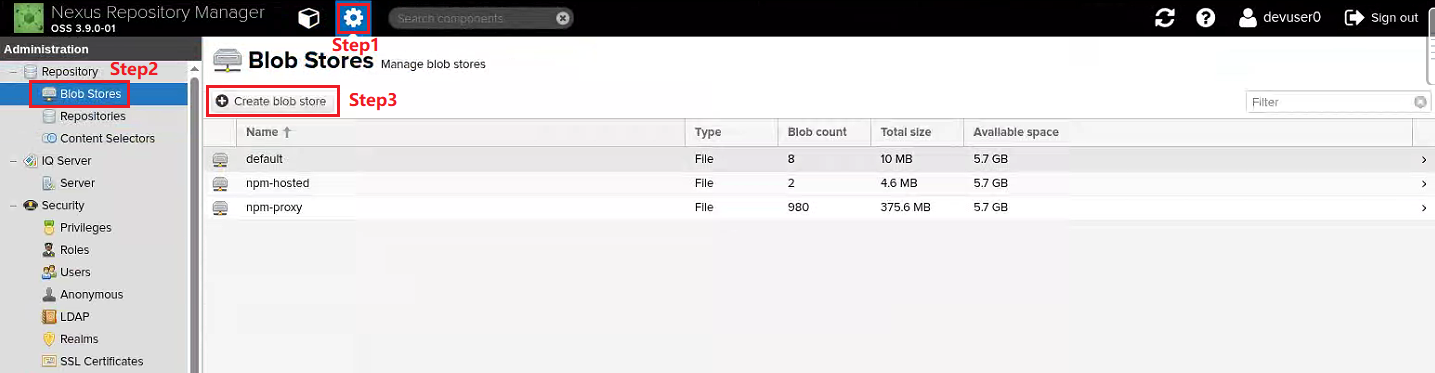 Nexus Repository Manager
OSS 3.9.0-01
Search components
devuser0
Sign out
Step1
Administration
Repository
Step2
Blob Stores
Repositories
Content Selectors
IQ Server
Server
Security
Privileges
Roles
Users
Anonymous
LDAP
Realms
SSL Certificates
Blob Stores Manage blob stores
Create blob store
Step3
Filter
Name Type Blob count Total size Available space
default File 8 10 MB 5.7 GB
npm-hosted File 2 4.6 MB 5.7 GB
npm-proxy File 980 375.6 MB 5.7 GB